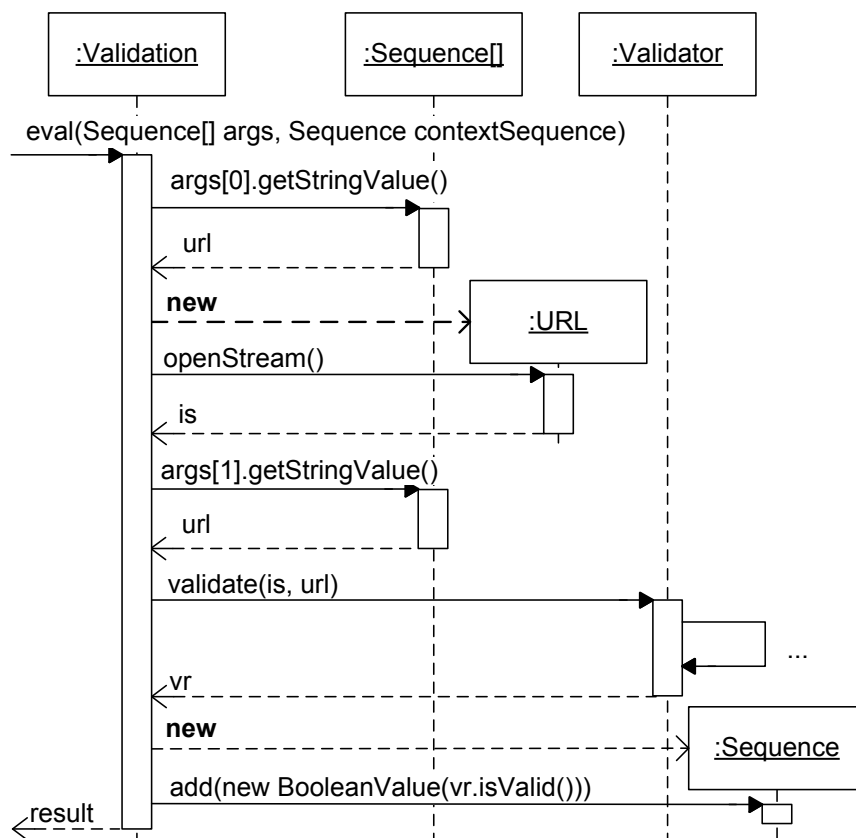 :Validation
:Sequence[]
:Validator
eval(Sequence[] args, Sequence contextSequence)
args[0].getStringValue()
url
new
:URL
openStream()
is
args[1].getStringValue()
url
validate(is, url)
...
vr
new
:Sequence
add(new BooleanValue(vr.isValid()))
result